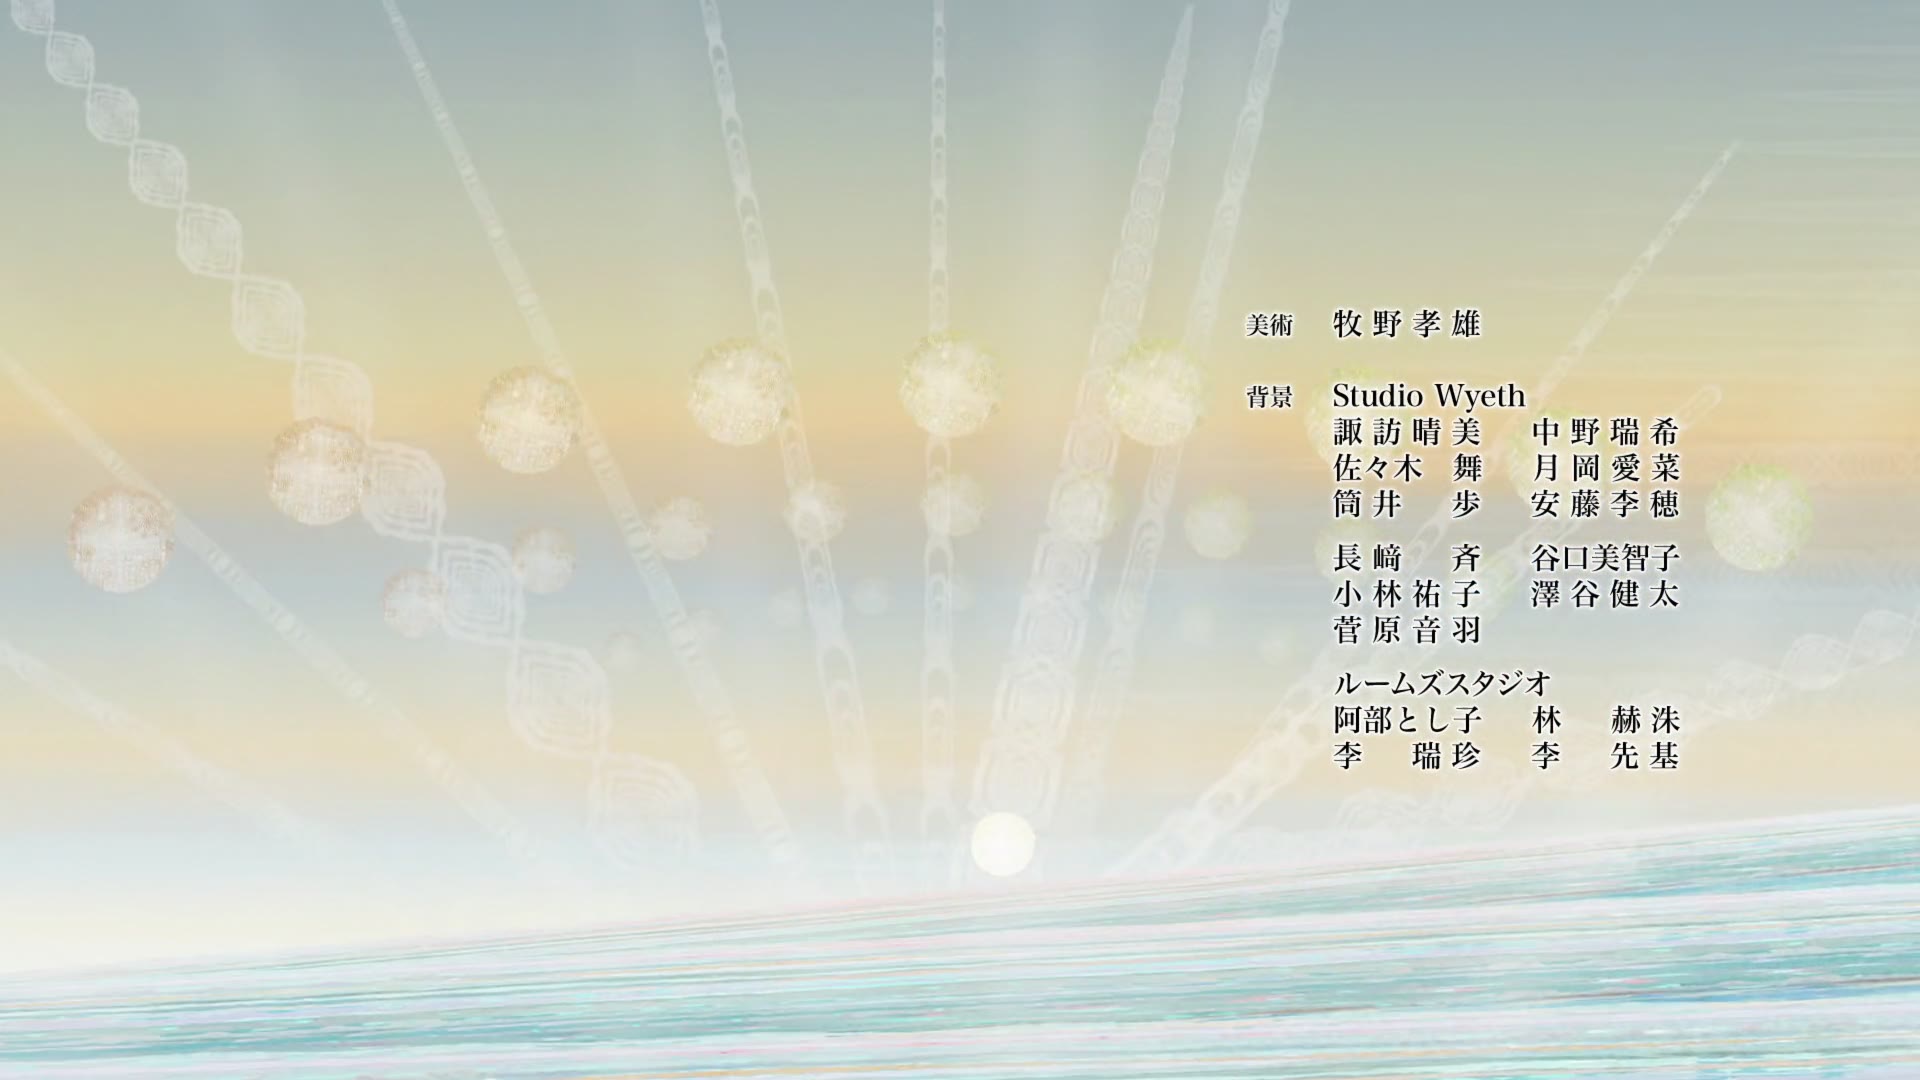 美術 牧野孝雄
背景 Studio Wyeth
諏訪晴美 中野瑞希
佐々木 舞 月岡愛菜
筒井 歩 安藤李穂
長﨑 斉 谷口美智子
小林祐子 澤谷健太
菅原音羽
ルームズスタジオ
阿部とし子 林 赫洙
李 瑞珍 李 先基